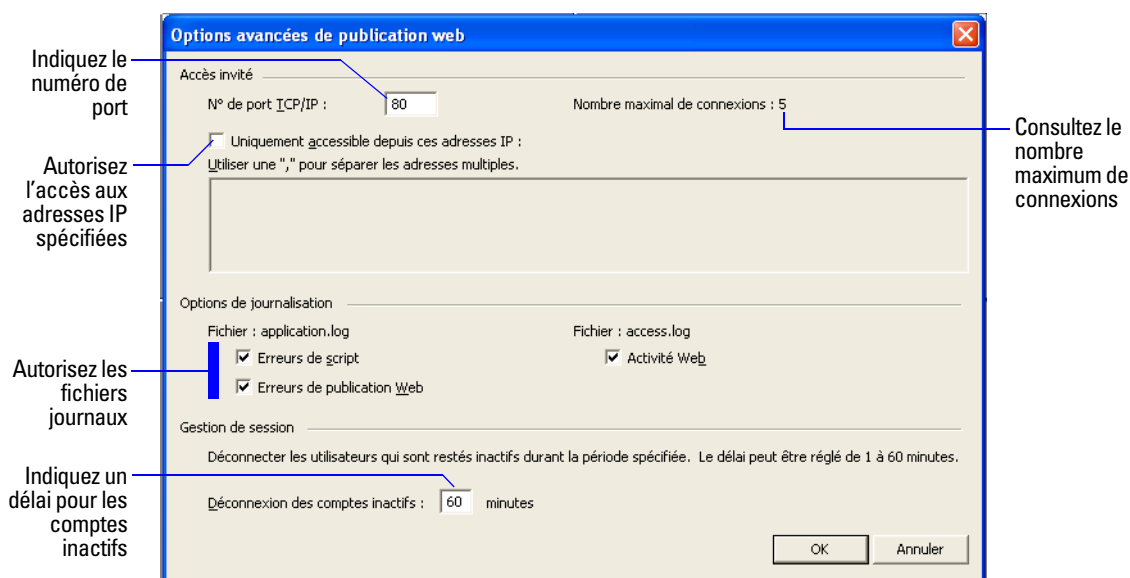 Options avancées de publication web
Indiquez le
numéro de
port
Accès invité
N° de port TCP/IP : 80
Nombre maximal de connexions : 5
Consultez le
nombre
maximum de
connexions
Uniquement accessible depuis ces adresses IP :
Utiliser une "," pour séparer les adresses multiples.
Autorisez
l'accès aux
adresses IP
spécifiées
Options de journalisation
Fichier : application.log
Fichier : access.log
Erreurs de script
Activité Web
Erreurs de publication Web
Autorisez les
fichiers
journaux
Gestion de session
Déconnecter les utilisateurs qui sont restés inactifs durant la période spécifiée. Le délai peut être réglé de 1 à 60 minutes.
Indiquez un
délai pour les
comptes
inactifs
Déconnexion des comptes inactifs : 60 minutes
OK
Annuler